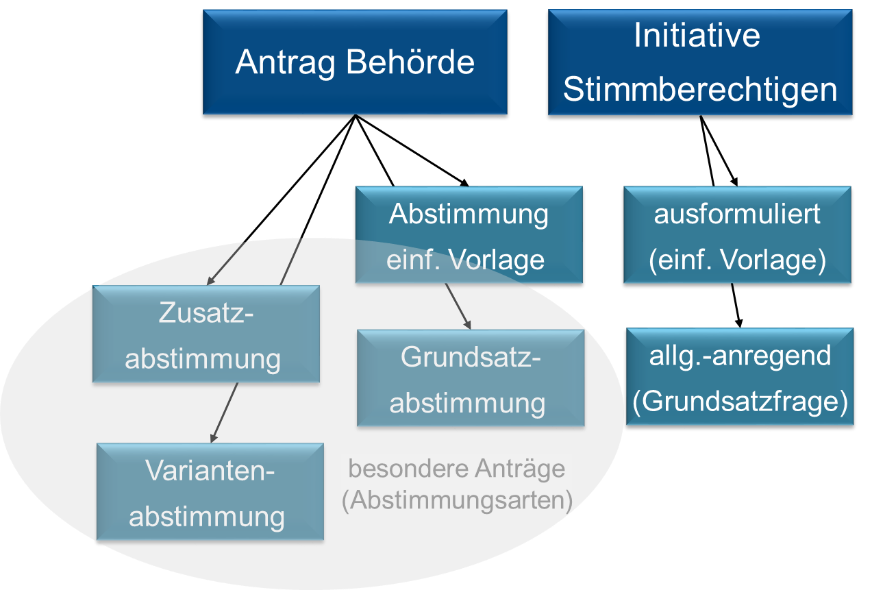 Antrag Behörde
Initiative
Stimmberechtigen
Abstimmung
einf. Vorlage
ausformuliert
(einf. Vorlage)
Zusatz-
abstimmung
Grundsatz-
abstimmung
allg.-anregend
(Grundsatzfrage)
Varianten-
abstimmung
besondere Anträge
(Abstimmungsarten)